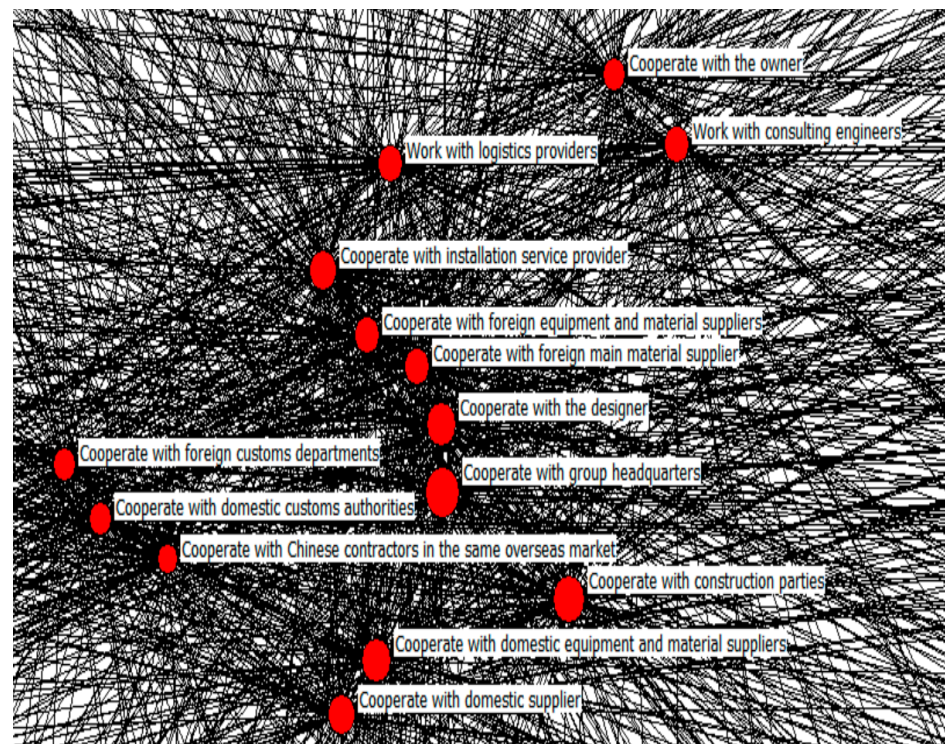 Cooperate with the owner
Work with consulting engineers
Work with logistics providers
Cooperate with installation service provider
Cooperate with foreign equipment and material suppliers
Cooperate with foreign main material supplier
Cooperate with the designer
Cooperate with foreign customs departments
Cooperate with group headquarters
Cooperate with domestic customs authorities
Cooperate with Chinese contractors in the same overseas market
Cooperate with construction parties
Cooperate with domestic equipment and material suppliers
Cooperate with domestic supplier